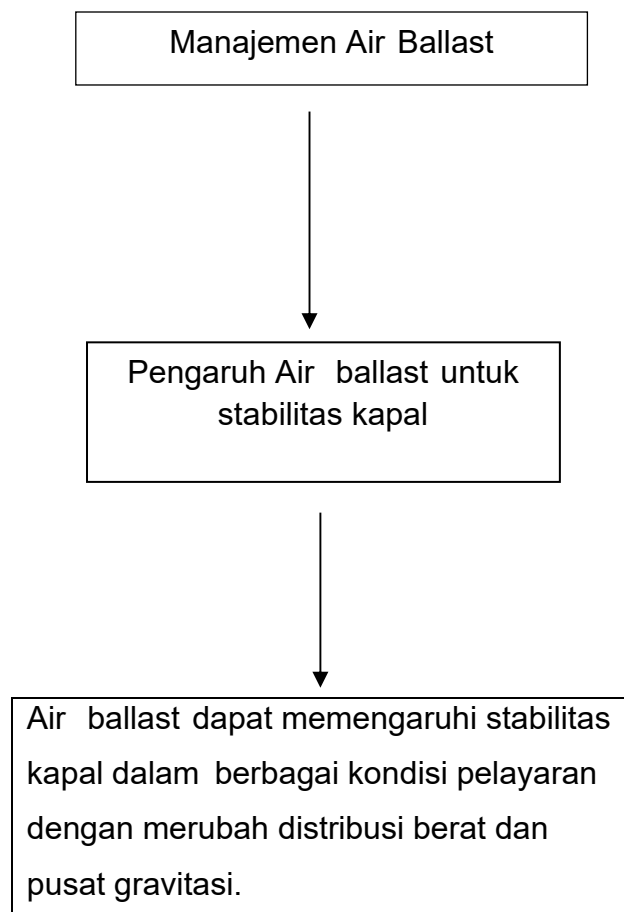 Manajemen Air Ballast
Pengaruh Air ballast untuk
stabilitas kapal
Air ballast dapat memengaruhi stabilitas
kapal dalam berbagai kondisi pelayaran
dengan merubah distribusi berat dan
pusat gravitasi.